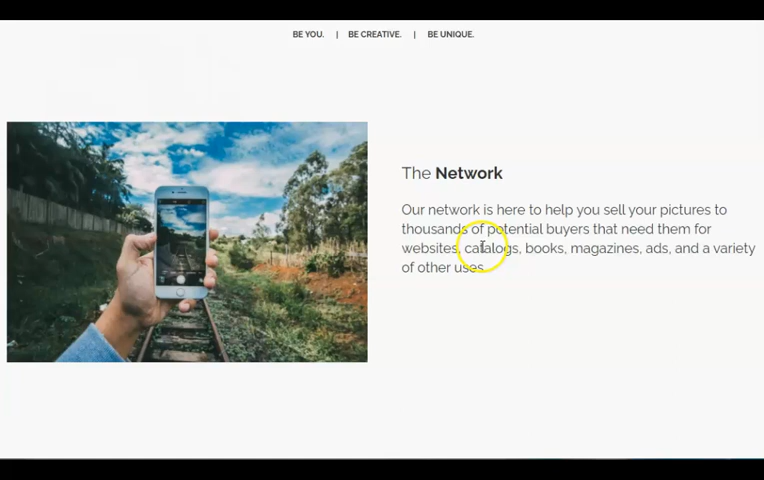 BE YOU. | BE CREATIVE. | BE UNIQUE.
The Network
Our network is here to help you sell your pictures to
thousands of potential buyers that need them for
websites, catalogs, books, magazines, ads, and a variety
of other uses